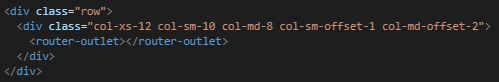 <div class="row">
<div class="col-xs-12 col-sm-10 col-md-8 col-sm-offset-1 col-md-offset-2">
<router-outlet></router-outlet>
</div>
</div>